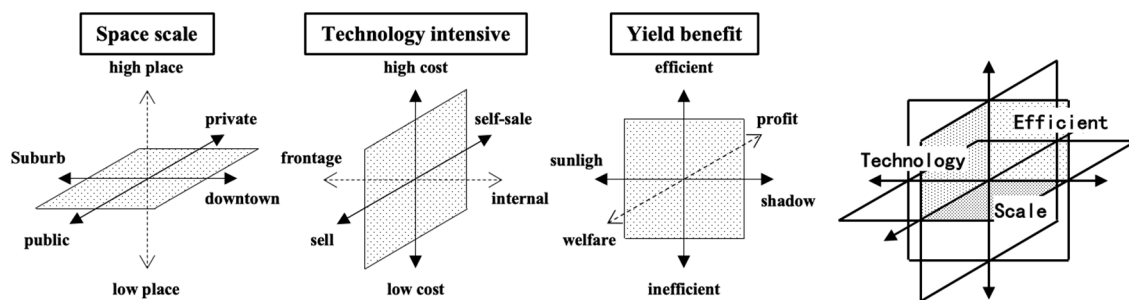 Space scale
high place
private
Suburb
downtown
public
low place
Technology intensive
high cost
self-sale
frontage
internal
sell
low cost
Yield benefit
efficient
profit
sunligh
shadow
welfare
inefficient
Efficient
Technology
Scale